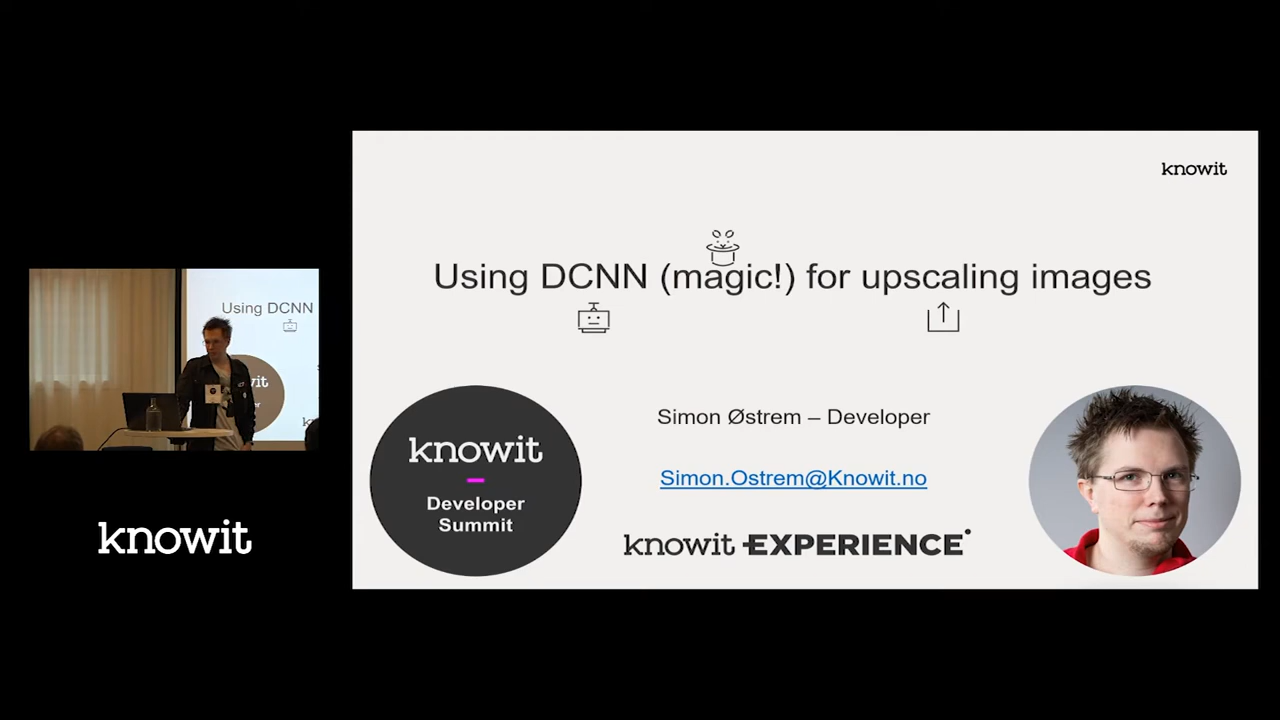 knowit
Using DCNN (magic!) for upscaling images
Simon Østrem – Developer
Simon.Ostrem@Knowit.no
knowit EXPERIENCE
knowit
Developer
Summit
Using DCNN
wit
knowit